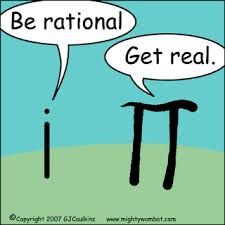 Be rational
Get real.
i π
©Copyright 2007 GJCaulkins www.mightywombat.com